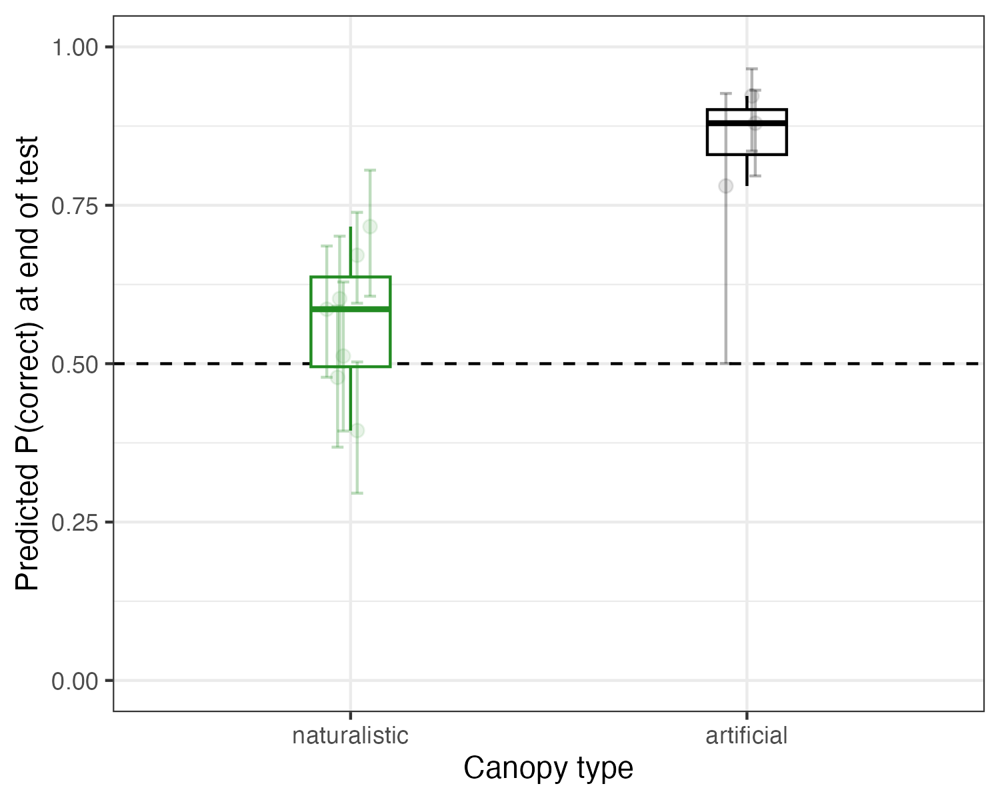 Predicted P(correct) at end of test
1.00
0.75
0.50
0.25
0.00
naturalistic
artificial
Canopy type